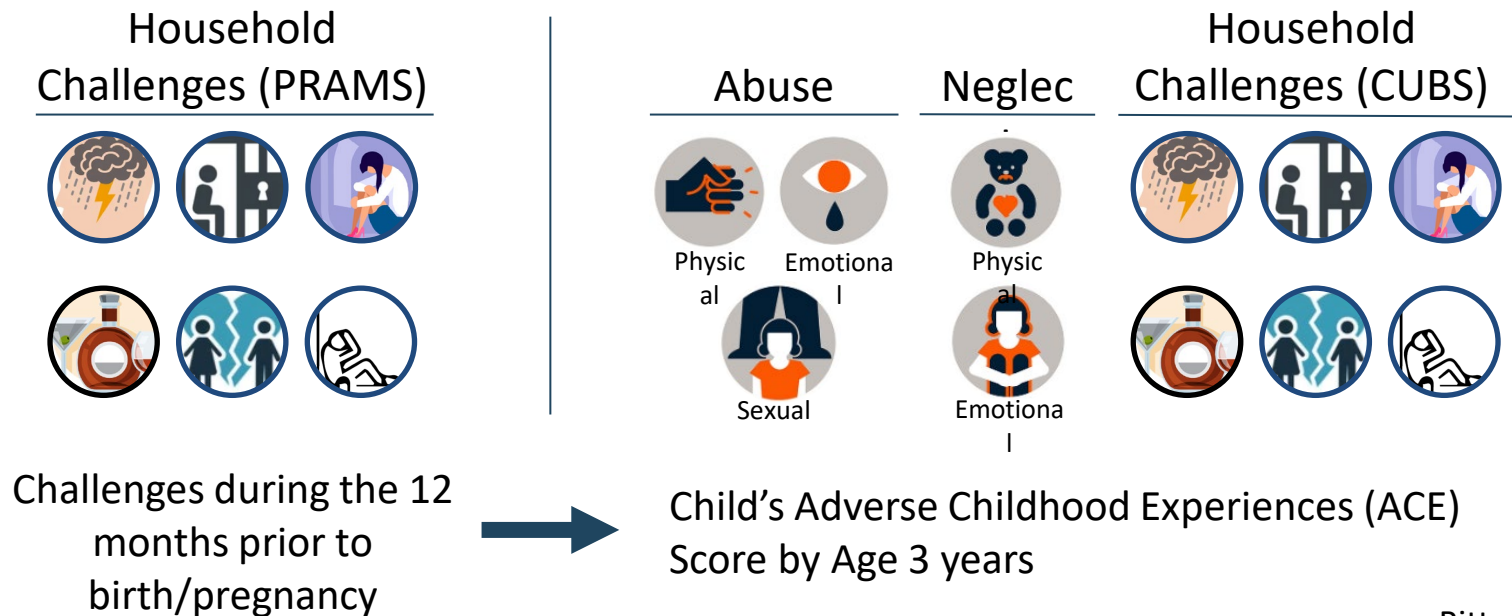 Household
Challenges (PRAMS)
Abuse
Neglec
Household
Challenges (CUBS)
Physic
al
Emotiona
l
Sexual
Physic
al
Emotiona
l
Challenges during the 12
months prior to
birth/pregnancy
Child’s Adverse Childhood Experiences (ACE)
Score by Age 3 years